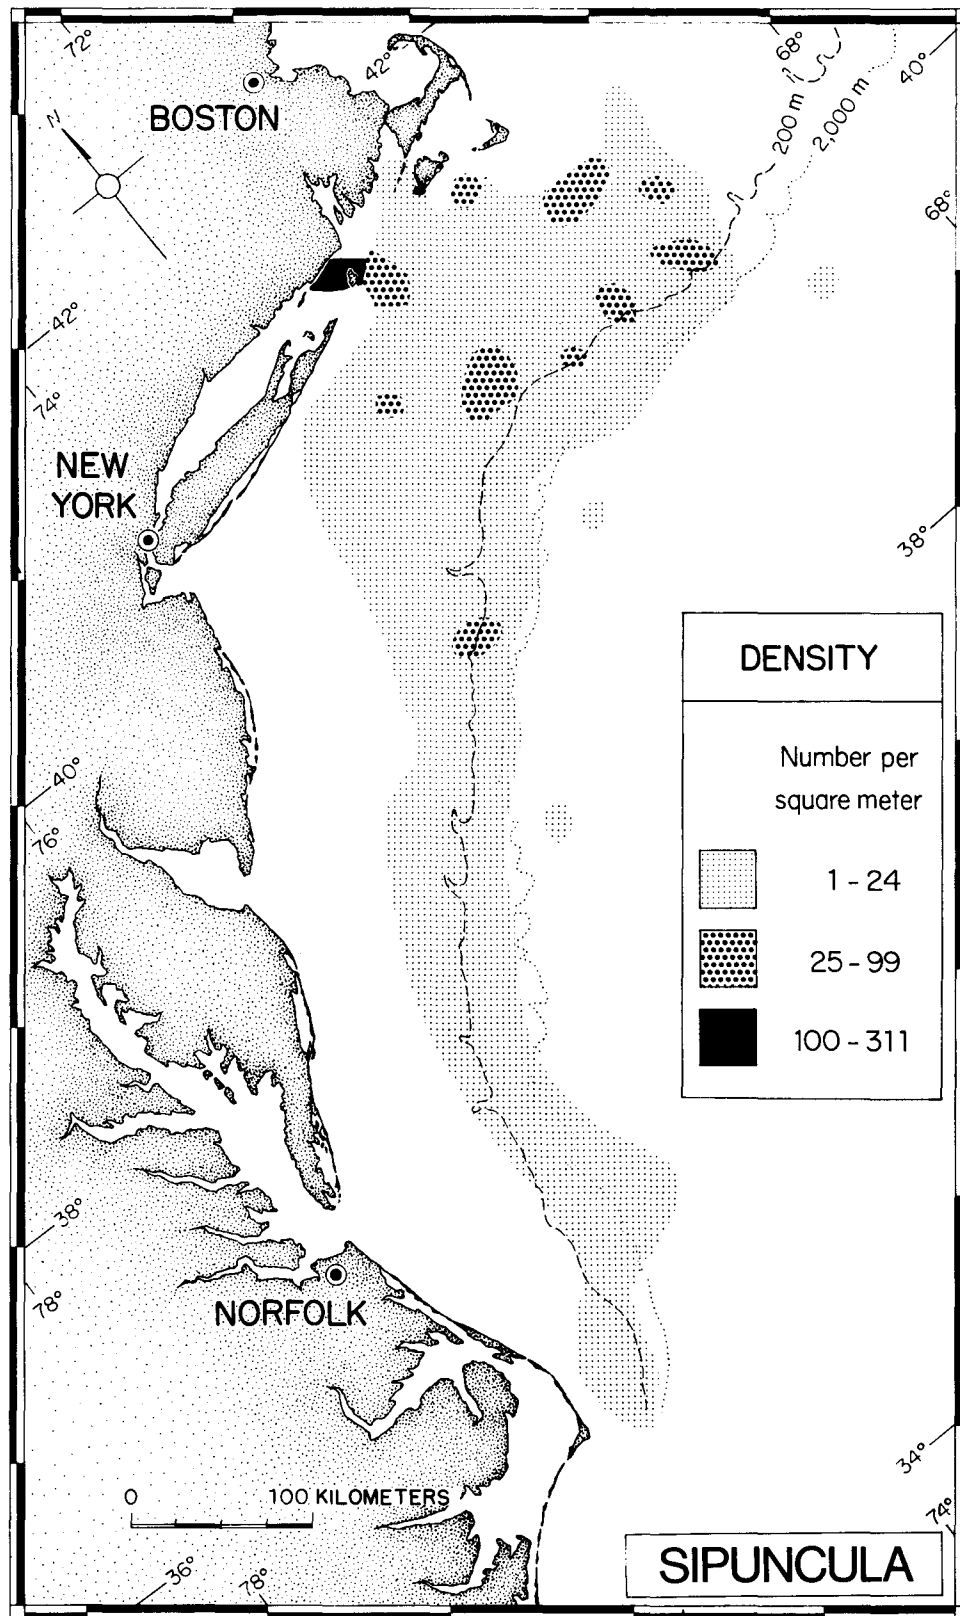 72°
42°
68°
40°
BOSTON
200 m
2,000 m
N
68°
42°
74°
NEW
YORK
38°
DENSITY
Number per
square meter
40°
76°
1 - 24
25 - 99
100 - 311
38°
78°
NORFOLK
34°
0 100 KILOMETERS
74°
SIPUNCULA
36°
78°